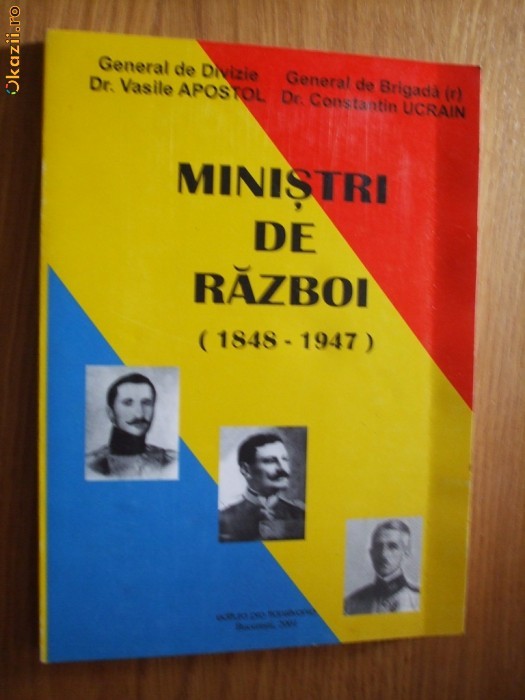 Okazii.ro
General de Divizie
Dr. Vasile APOSTOL
General de Brigadă (r)
Dr. Constantin UCRAIN
MINIȘTRI
DE
RĂZBOI
( 1848 - 1947 )
București,